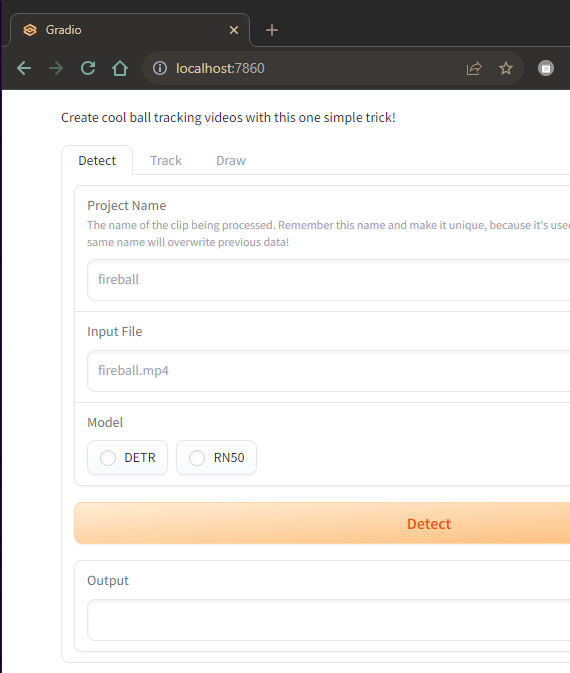 Gradio
localhost:7860
Create cool ball tracking videos with this one simple trick!
Detect Track Draw
Project Name
The name of the clip being processed. Remember this name and make it unique, because it's used
same name will overwrite previous data!
fireball
Input File
fireball.mp4
Model
DETR RN50
Detect
Output